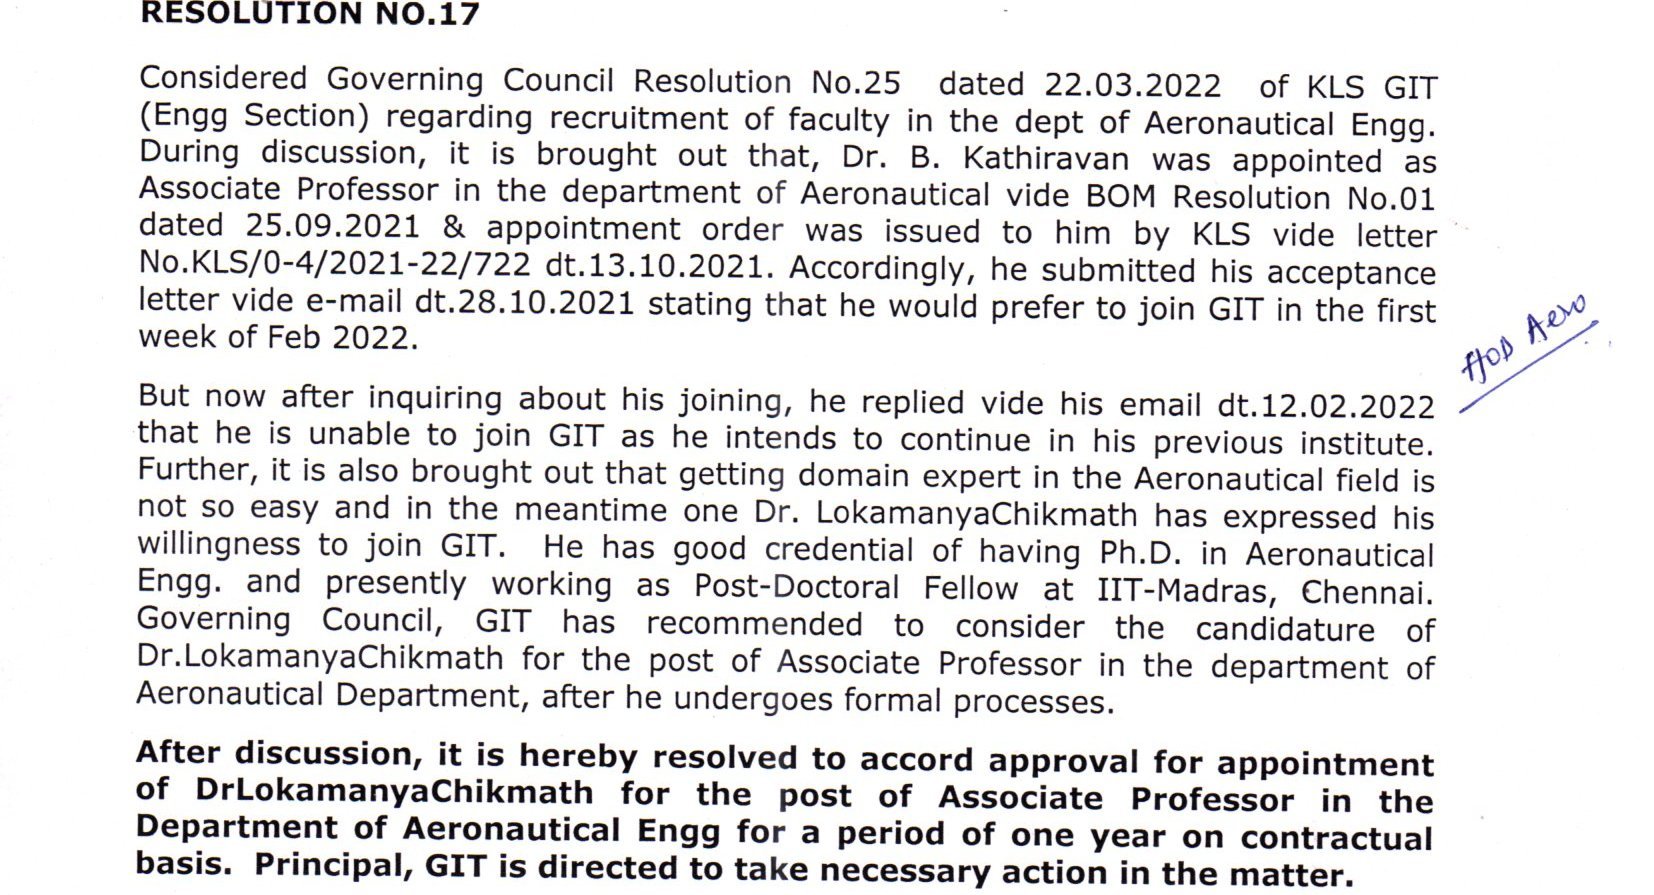 RESOLUTION NO.17
Considered Governing Council Resolution No.25 dated 22.03.2022 of KLS GIT
(Engg Section) regarding recruitment of faculty in the dept of Aeronautical Engg.
During discussion, it is brought out that, Dr. B. Kathiravan was appointed as
Associate Professor in the department of Aeronautical vide BOM Resolution No.01
dated 25.09.2021 & appointment order was issued to him by KLS vide letter
No.KLS/0-4/2021-22/722 dt.13.10.2021. Accordingly, he submitted his acceptance
letter vide e-mail dt.28.10.2021 stating that he would prefer to join GIT in the first
week of Feb 2022.
HOD Aero
But now after inquiring about his joining, he replied vide his email dt.12.02.2022
that he is unable to join GIT as he intends to continue in his previous institute.
Further, it is also brought out that getting domain expert in the Aeronautical field is
not so easy and in the meantime one Dr. LokamanyaChikmath has expressed his
willingness to join GIT. He has good credential of having Ph.D. in Aeronautical
Engg. and presently working as Post-Doctoral Fellow at IIT-Madras, Chennai.
Governing Council, GIT has recommended to consider the candidature of
Dr.LokamanyaChikmath for the post of Associate Professor in the department of
Aeronautical Department, after he undergoes formal processes.
After discussion, it is hereby resolved to accord approval for appointment
of DrLokamanyaChikmath for the post of Associate Professor in the
Department of Aeronautical Engg for a period of one year on contractual
basis. Principal, GIT is directed to take necessary action in the matter.